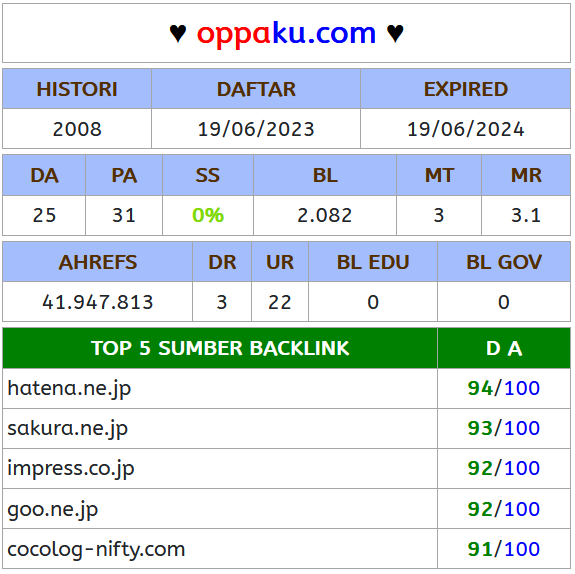 ♥ oppaku.com ♥
HISTORI DAFTAR EXPIRED
2008 19/06/2023 19/06/2024
DA PA SS BL MT MR
25 31 0% 2.082 3 3.1
AHREFS DR UR BL EDU BL GOV
41.947.813 3 22 0 0
TOP 5 SUMBER BACKLINK D A
hatena.ne.jp 94/100
sakura.ne.jp 93/100
impress.co.jp 92/100
goo.ne.jp 92/100
cocolog-nifty.com 91/100